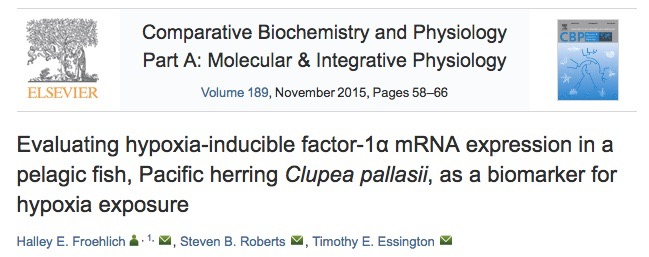 Comparative Biochemistry and Physiology
Part A: Molecular & Integrative Physiology
ELSEVIER
CBP
Volume 189, November 2015, Pages 58–66
Evaluating hypoxia-inducible factor-1α mRNA expression in a
pelagic fish, Pacific herring Clupea pallasii, as a biomarker for
hypoxia exposure
Halley E. Froehlich , 1, , Steven B. Roberts , Timothy E. Essington